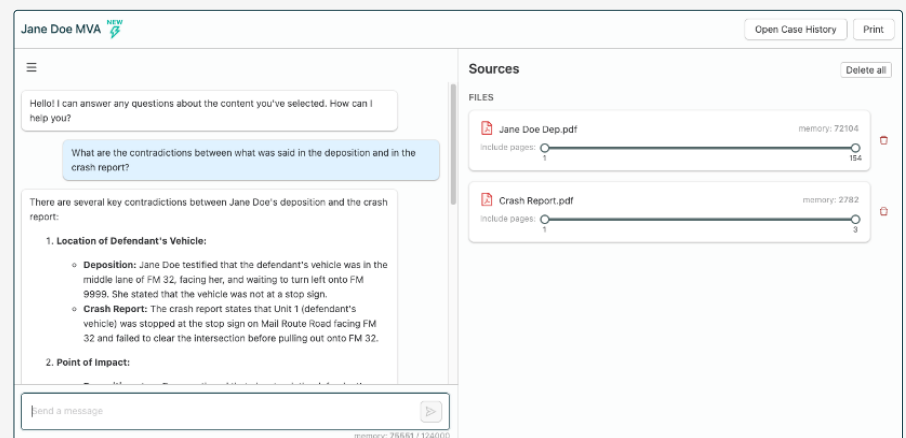 Jane Doe MVA NEW
Open Case History
Print
Hello! I can answer any questions about the content you've selected. How can I
help you?
What are the contradictions between what was said in the deposition and in the
crash report?
There are several key contradictions between Jane Doe's deposition and the crash
report:
1. Location of Defendant's Vehicle:
Deposition: Jane Doe testified that the defendant's vehicle was in the
middle lane of FM 32, facing her, and waiting to turn left onto FM
9999. She stated that the vehicle was not at a stop sign.
Crash Report: The crash report states that Unit 1 (defendant's
vehicle) was stopped at the stop sign on Mail Route Road facing FM
32 and failed to clear the intersection before pulling out onto FM 32.
2. Point of Impact:
Send a message
memory: 75551 / 124000
Sources
Delete all
FILES
Jane Doe Dep.pdf
memory: 72104
Include pages:
1
154
Crash Report.pdf
memory: 2782
Include pages:
1
3